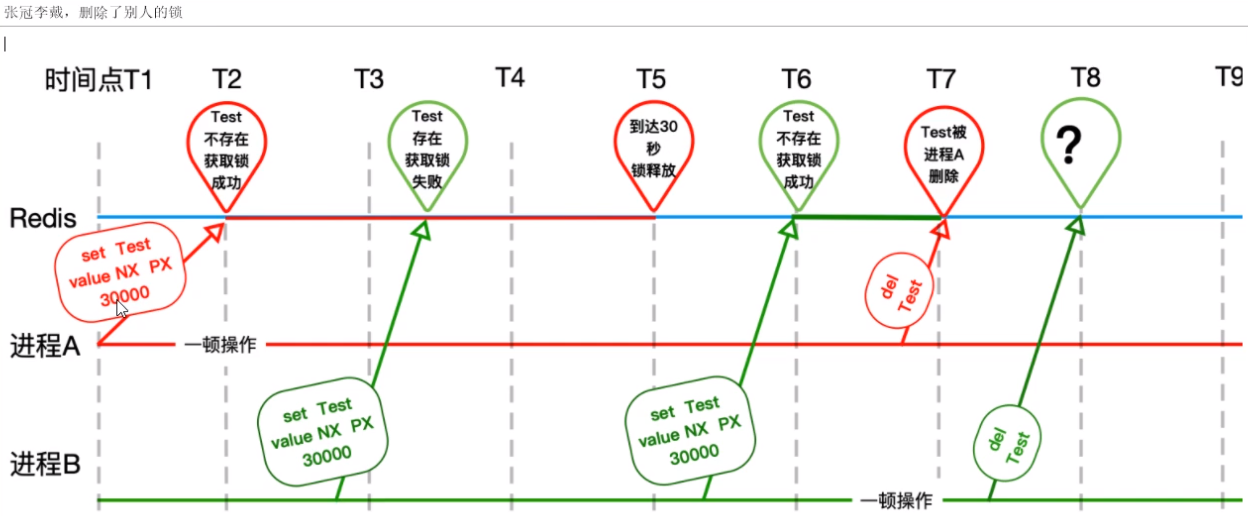 张冠李戴，删除了别人的锁
时间点T1 T2 T3 T4 T5 T6 T7 T8 T9
Test
不存在
获取锁
成功
Test
存在
获取锁
失败
到达30
秒
锁释放
Test
不存在
获取锁
成功
Test被
进程A
删除
?
Redis
set Test
value NX PX
30000
del
Test
进程A
一顿操作
set Test
value NX PX
30000
set Test
value NX PX
30000
del
Test
进程B
一顿操作